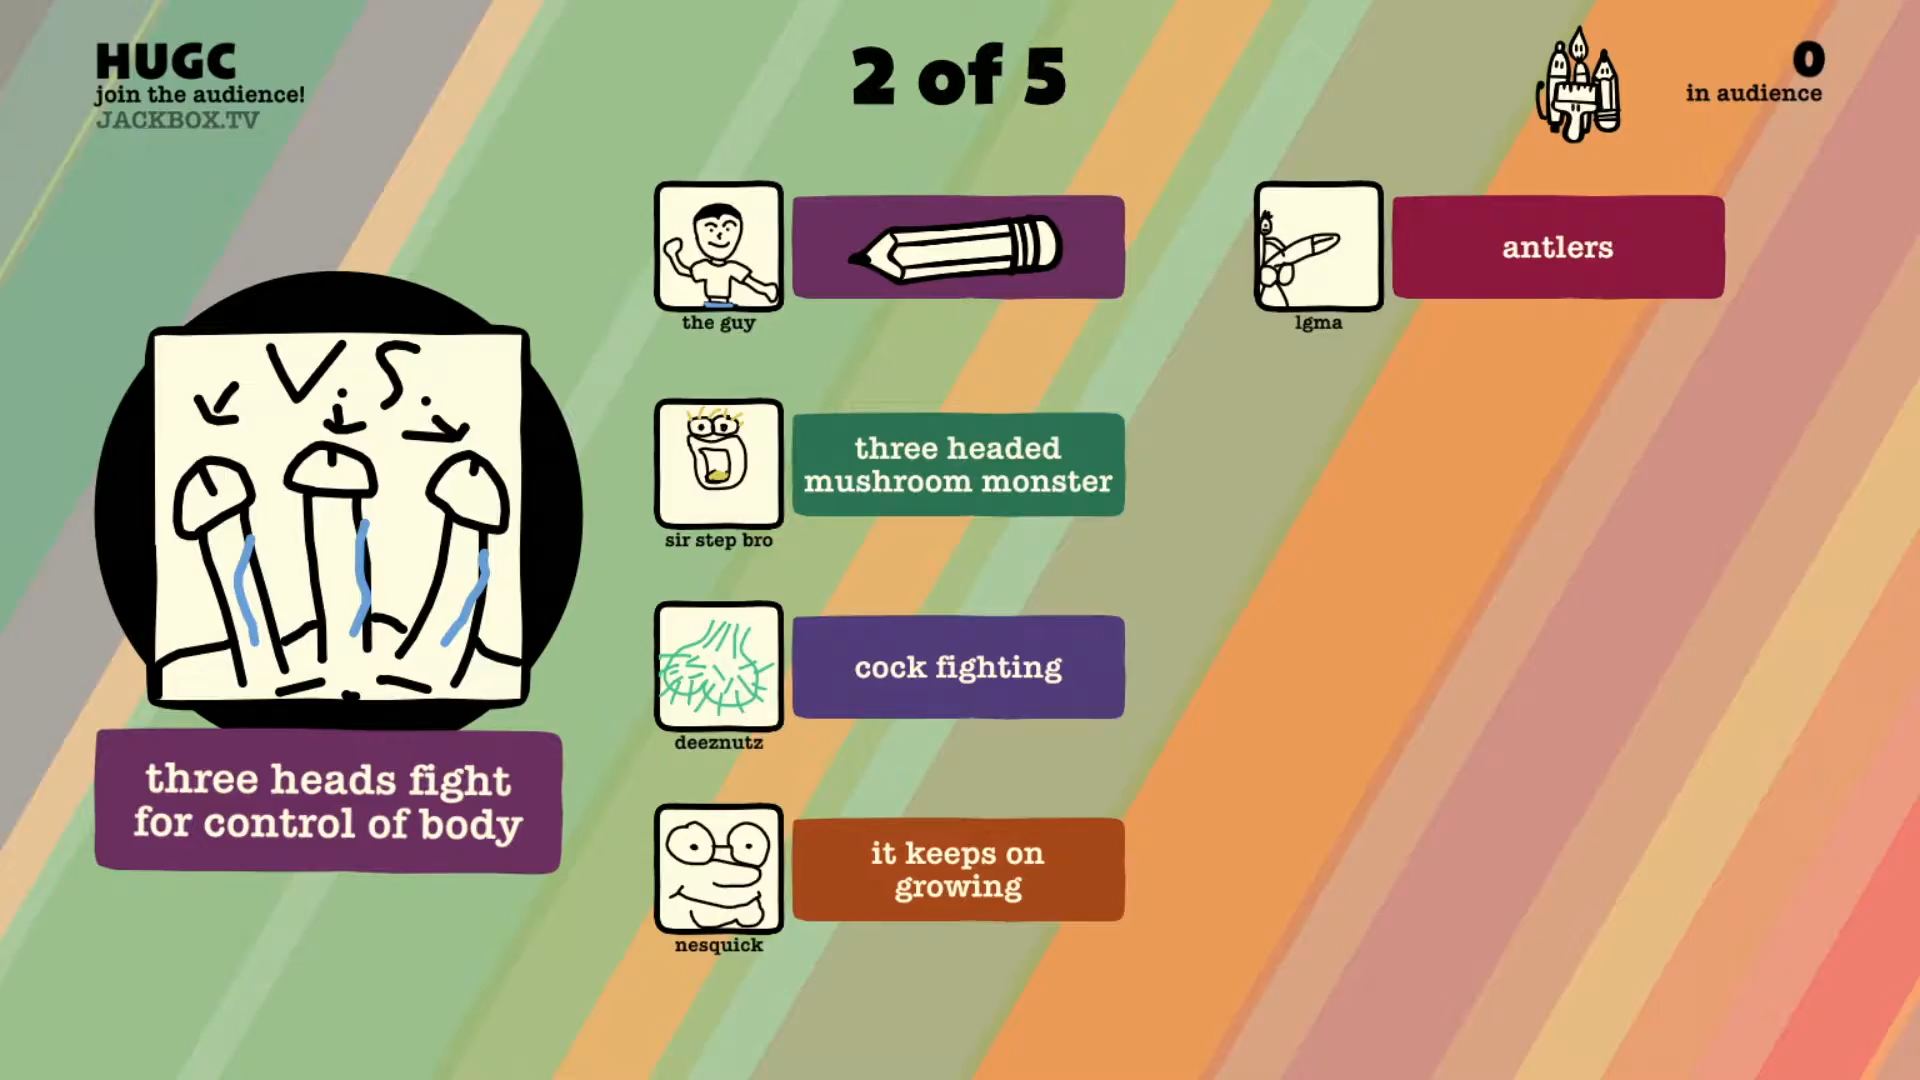 HUGC
join the audience!
JACKBOX.TV
2 of 5
0
in audience
V.S.
three heads fight
for control of body
the guy
three headed
mushroom monster
sir step bro
cock fighting
deeznutz
it keeps on
growing
nesquick
antlers
lgma